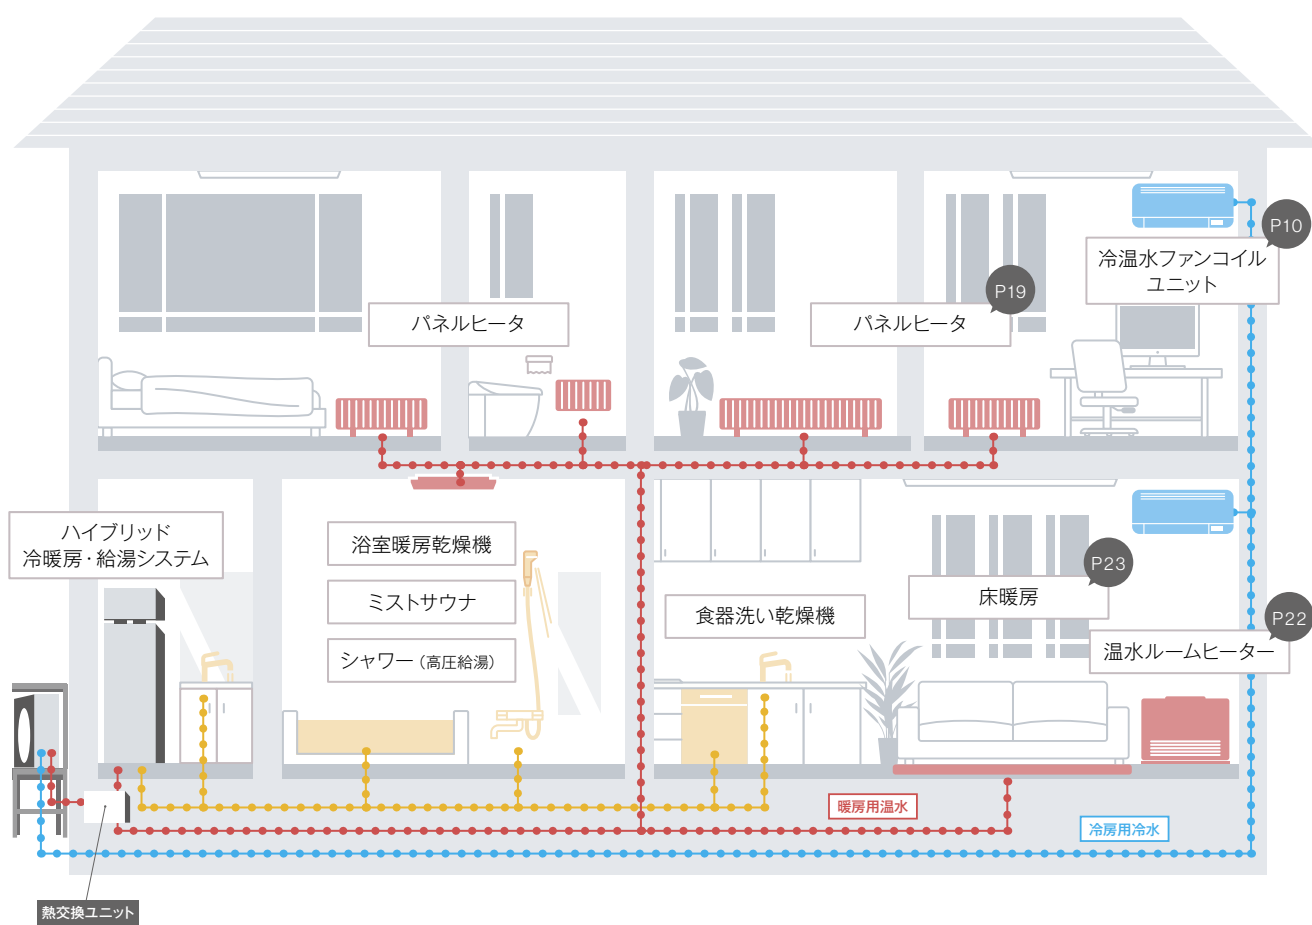 P10
冷温水ファンコイル
ユニット
P19
パネルヒータ
パネルヒータ
ハイブリッド
冷暖房・給湯システム
浴室暖房乾燥機
ミストサウナ
シャワー（高圧給湯）
食器洗い乾燥機
P23
床暖房
P22
温水ルームヒーター
暖房用温水
冷房用冷水
熱交換ユニット